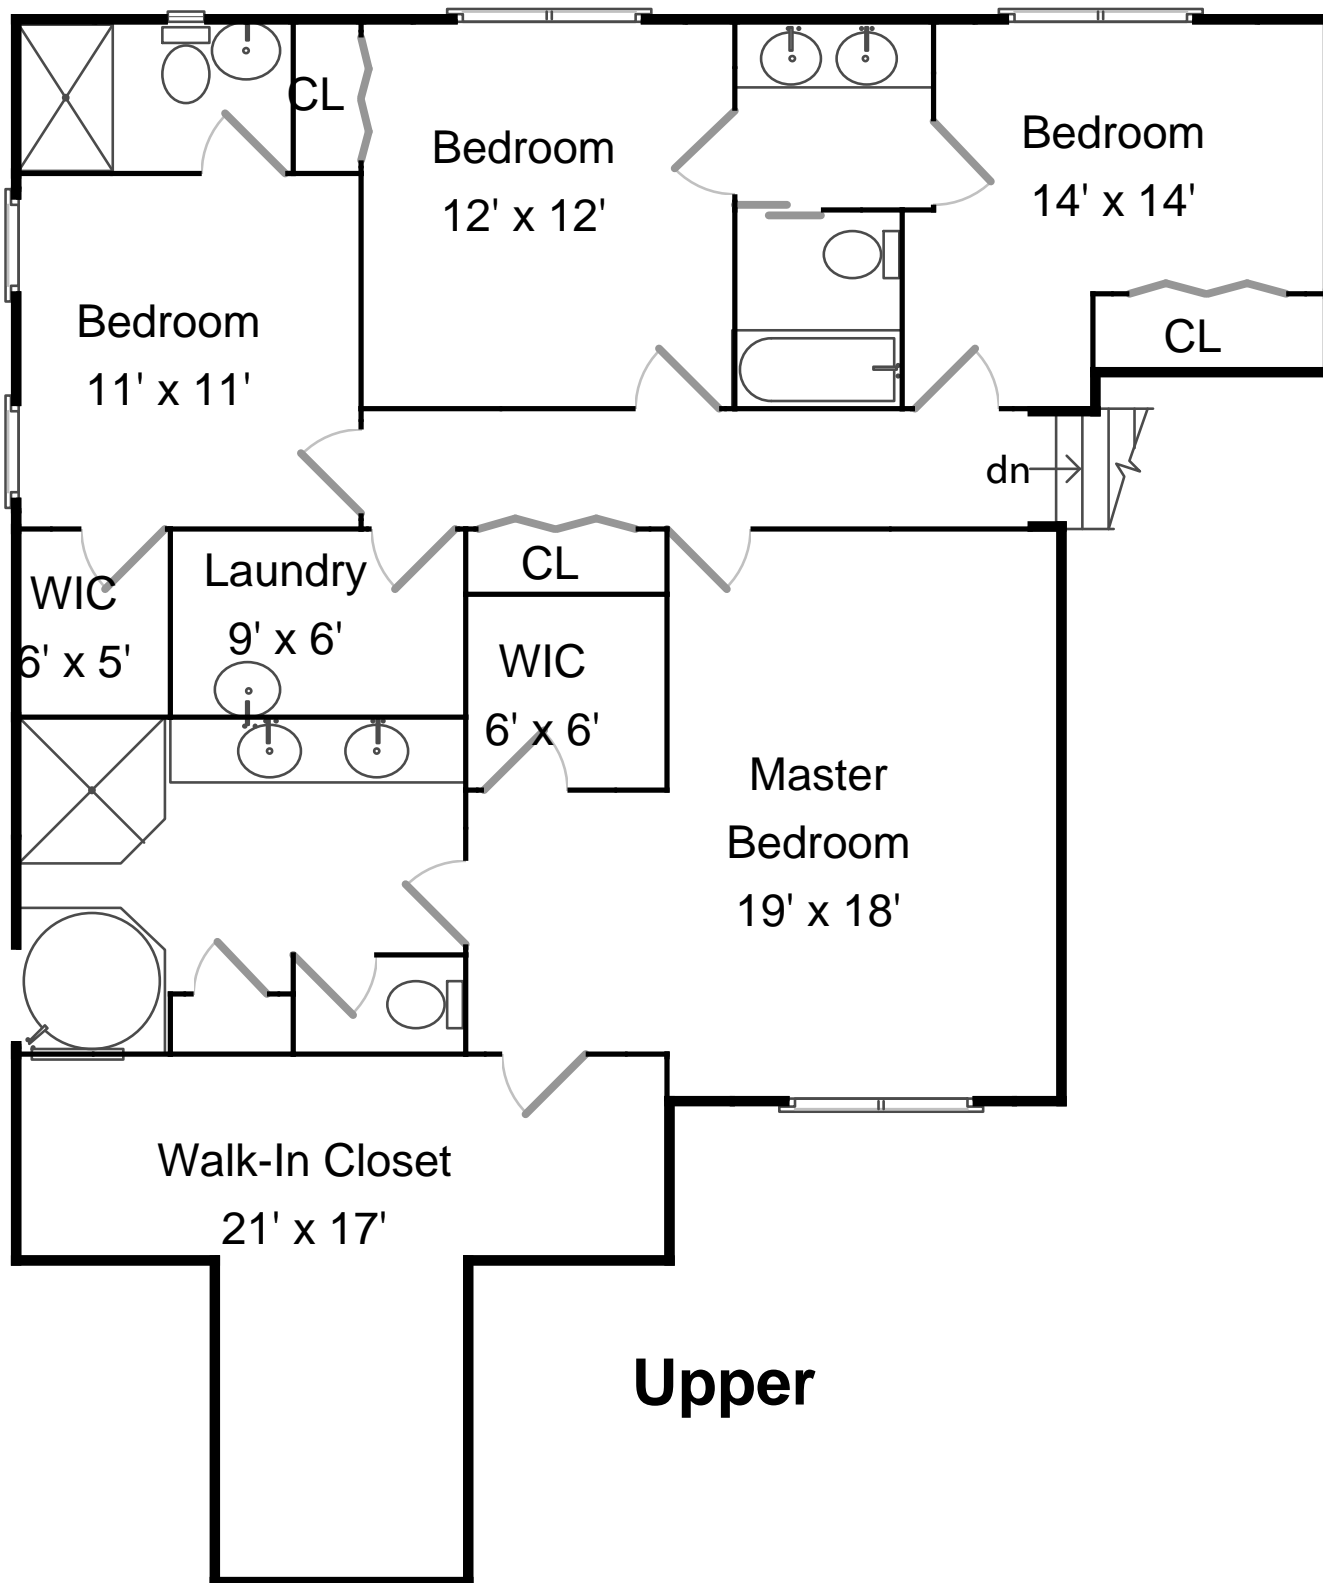 CL
Bedroom
12' x 12'
Bedroom
14' x 14'
Bedroom
11' x 11'
CL
dn
WIC
6' x 5'
Laundry
9' x 6'
CL
WIC
6' x 6'
Master
Bedroom
19' x 18'
Walk-In Closet
21' x 17'
Upper